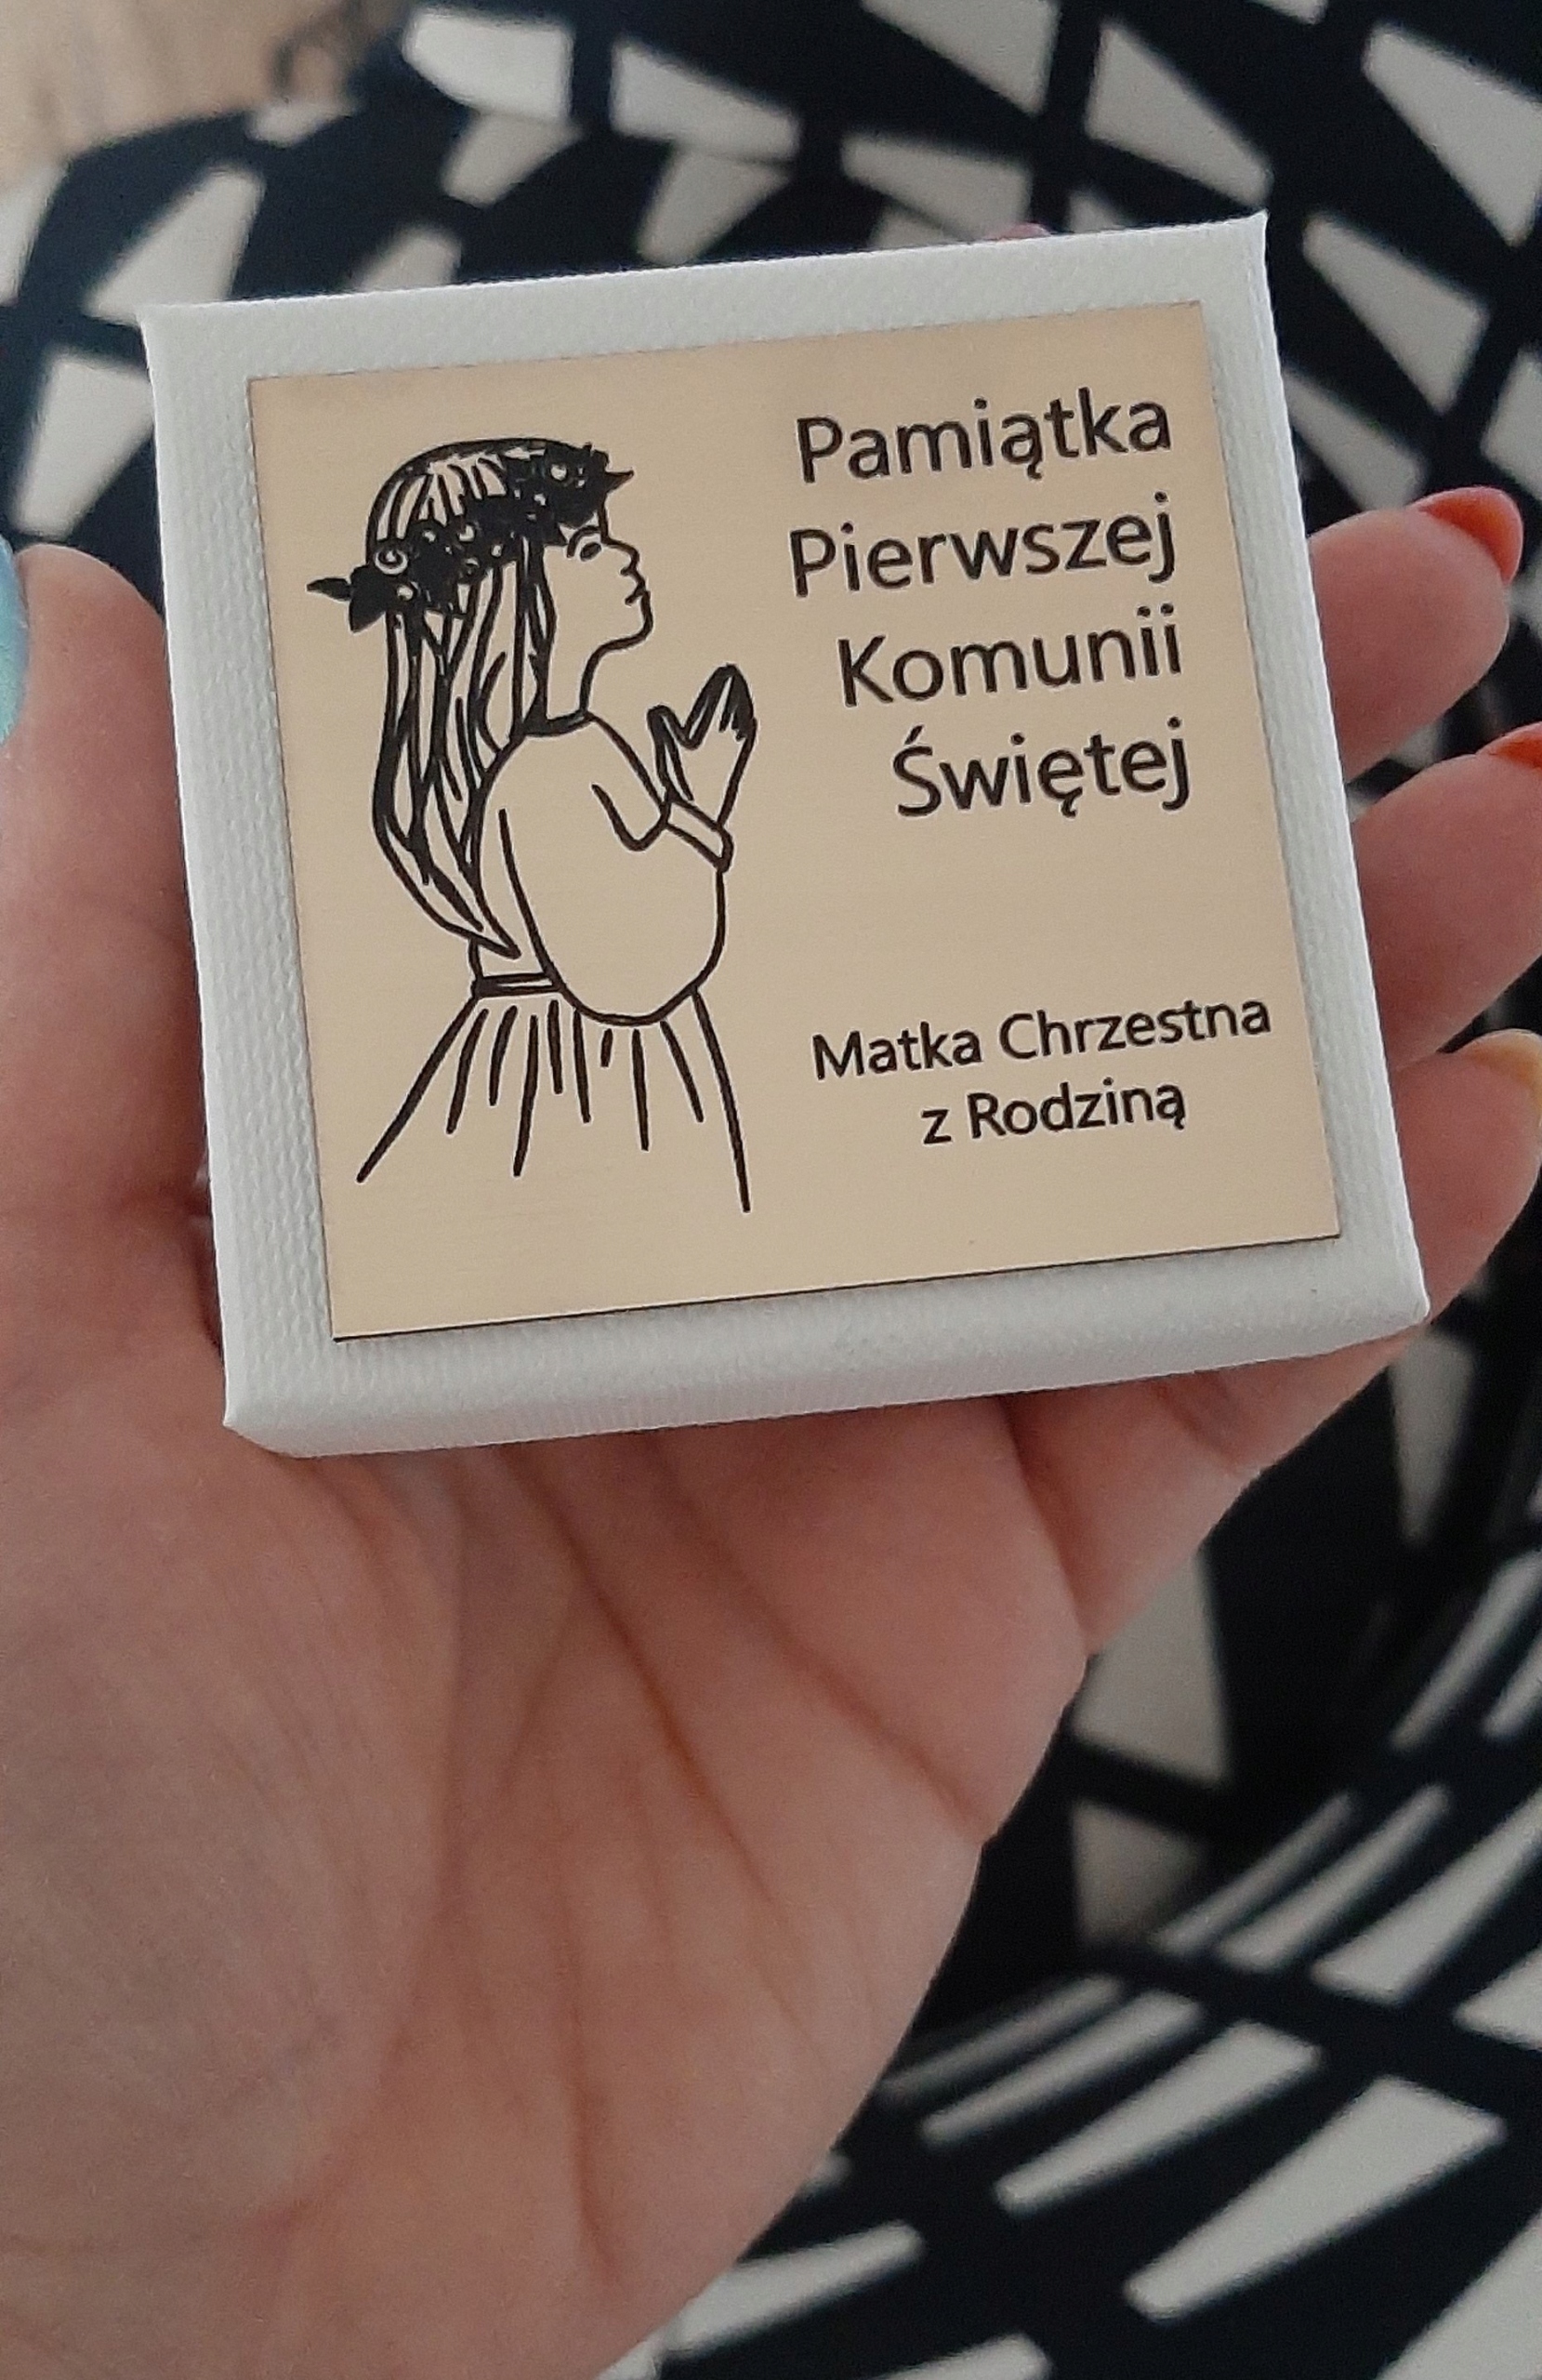 Pamiątka
Pierwszej
Komunii
Świętej
Matka Chrzestna
z Rodziną